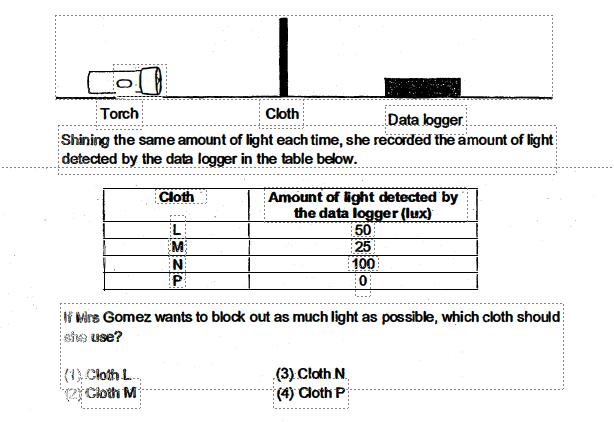 Torch
Cloth
Data logger
Shining the same amount of light each time, she recorded the amount of light
detected by the data logger in the table below.
Cloth
Amount of light detected by
the data logger (lux)
L 50
M 25
N 100
P 0
If Mrs Gomez wants to block out as much light as possible, which cloth should
she use?
(1) Cloth L (3) Cloth N
(2) Cloth M (4) Cloth P